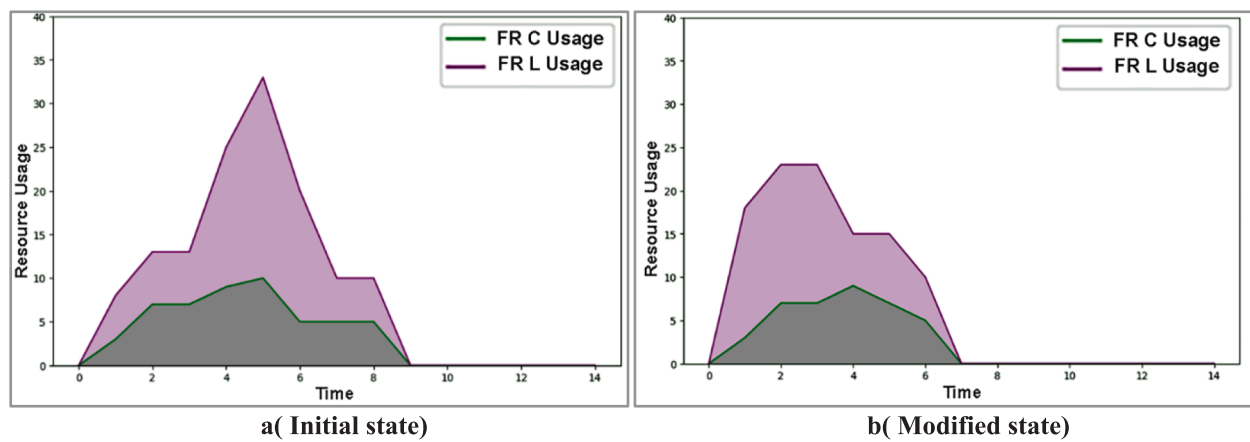 40
35
30
25
20
15
10
5
0
Resource Usage
FR C Usage
FR L Usage
0 2 4 6 8 10 12 14
Time
a( Initial state)
40
35
30
25
20
15
10
5
0
Resource Usage
FR C Usage
FR L Usage
0 2 4 6 8 10 12 14
Time
b( Modified state)